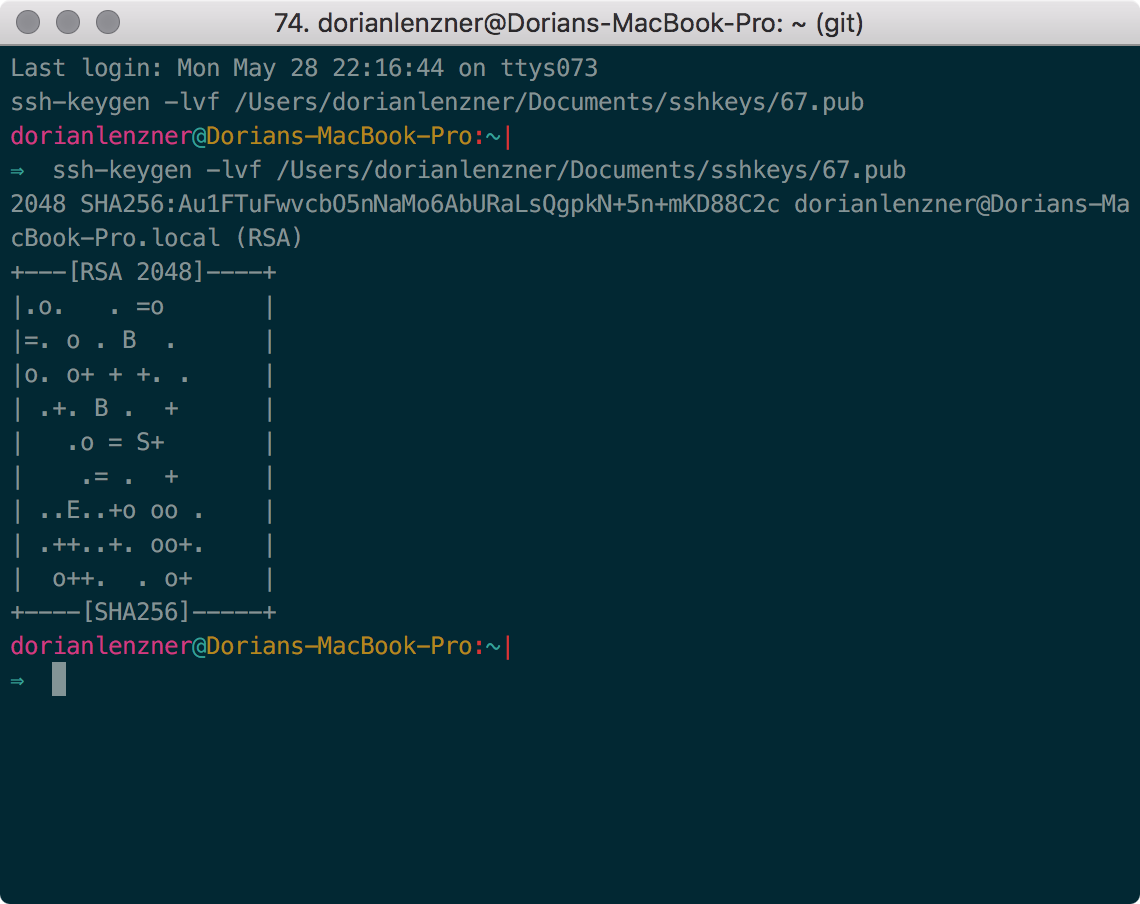 74. dorianlenzner@Dorians-MacBook-Pro: ~ (git)
Last login: Mon May 28 22:16:44 on ttys073
ssh-keygen -lvf /Users/dorianlenzner/Documents/sshkeys/67.pub
dorianlenzner@Dorians-MacBook-Pro:~|
⇒  ssh-keygen -lvf /Users/dorianlenzner/Documents/sshkeys/67.pub
2048 SHA256:Au1FTuFwvcbO5nNaMo6AbURaLsQgpkN+5n+mKD88C2c dorianlenzner@Dorians-Ma
cBook-Pro.local (RSA)
+---[RSA 2048]----+
|.o.   . =o       |
|=. o . B  .      |
|o. o+ + +. .     |
| .+. B .  +      |
|   .o = S+       |
|    .= .  +      |
| ..E..+o oo .    |
| .++..+. oo+.    |
|  o++.  . o+     |
+----[SHA256]-----+
dorianlenzner@Dorians-MacBook-Pro:~|
⇒